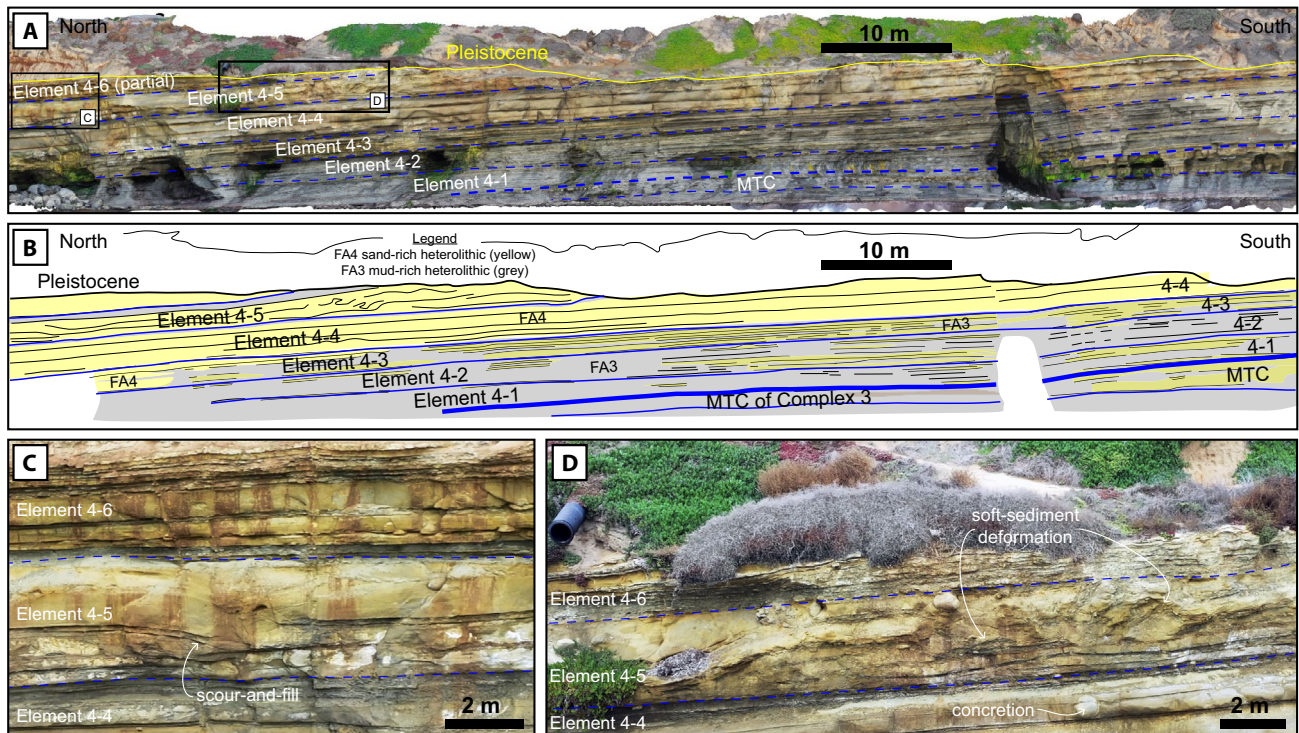 A
North
South
10 m
Pleistocene
Element 4-6 (partial)
C
Element 4-5
D
Element 4-4
Element 4-3
Element 4-2
Element 4-1
MTC
B
North
Legend
FA4 sand-rich heterolithic (yellow)
FA3 mud-rich heterolithic (grey)
10 m
South
Pleistocene
Element 4-5
Element 4-4
Element 4-3
Element 4-2
Element 4-1
FA4
FA4
FA3
FA3
MTC of Complex 3
4-4
4-3
4-2
4-1
MTC
C
Element 4-6
Element 4-5
scour-and-fill
Element 4-4
2 m
D
soft-sediment
deformation
Element 4-6
Element 4-5
Element 4-4
concretion
2 m